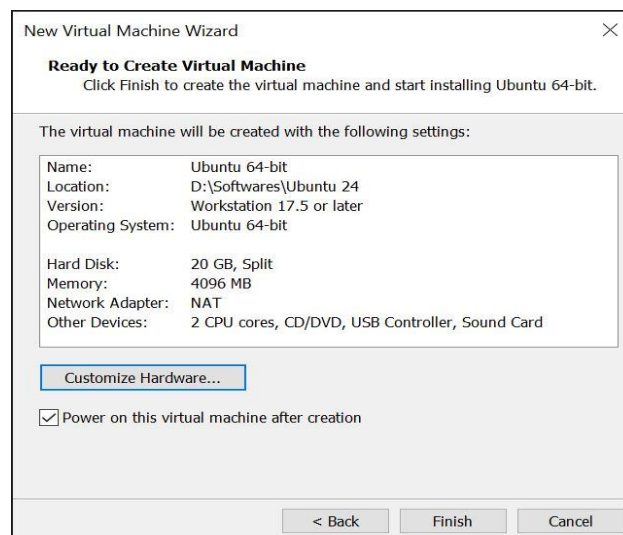 New Virtual Machine Wizard
Ready to Create Virtual Machine
Click Finish to create the virtual machine and start installing Ubuntu 64-bit.
The virtual machine will be created with the following settings:
Name: Ubuntu 64-bit
Location: D:\Softwares\Ubuntu 24
Version: Workstation 17.5 or later
Operating System: Ubuntu 64-bit
Hard Disk: 20 GB, Split
Memory: 4096 MB
Network Adapter: NAT
Other Devices: 2 CPU cores, CD/DVD, USB Controller, Sound Card
Customize Hardware...
Power on this virtual machine after creation
< Back Finish Cancel